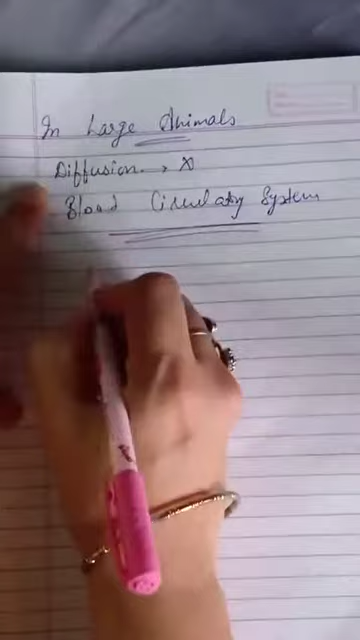 In Large Animals
Diffusion → X
Blood Circulatory System